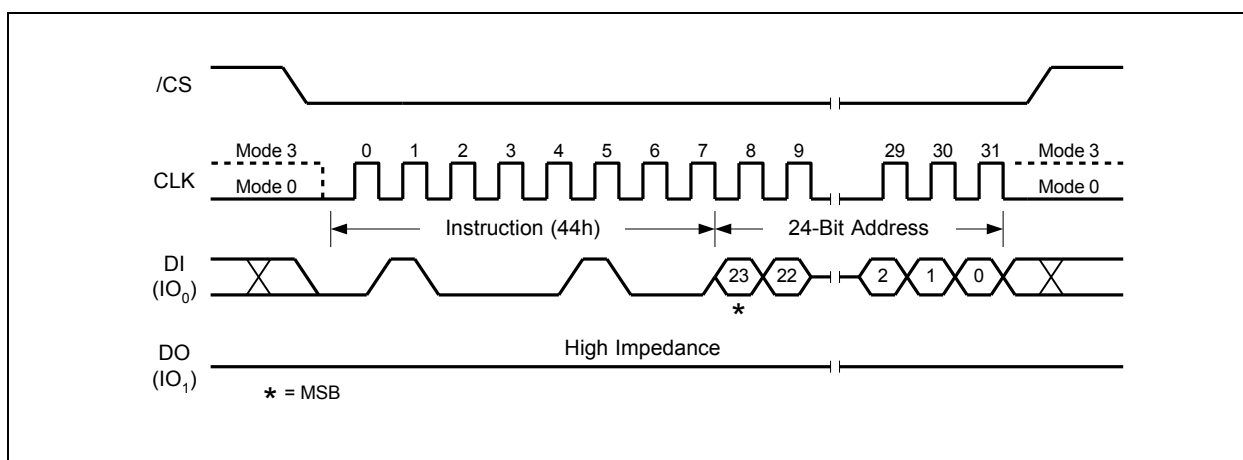 /CS
Mode 3 0 1 2 3 4 5 6 7 8 9 29 30 31 Mode 3
CLK Mode 0 Mode 0
Instruction (44h) 24-Bit Address
DI
(IO₀)
23 22 2 1 0
*
High Impedance
DO
(IO₁)
* = MSB